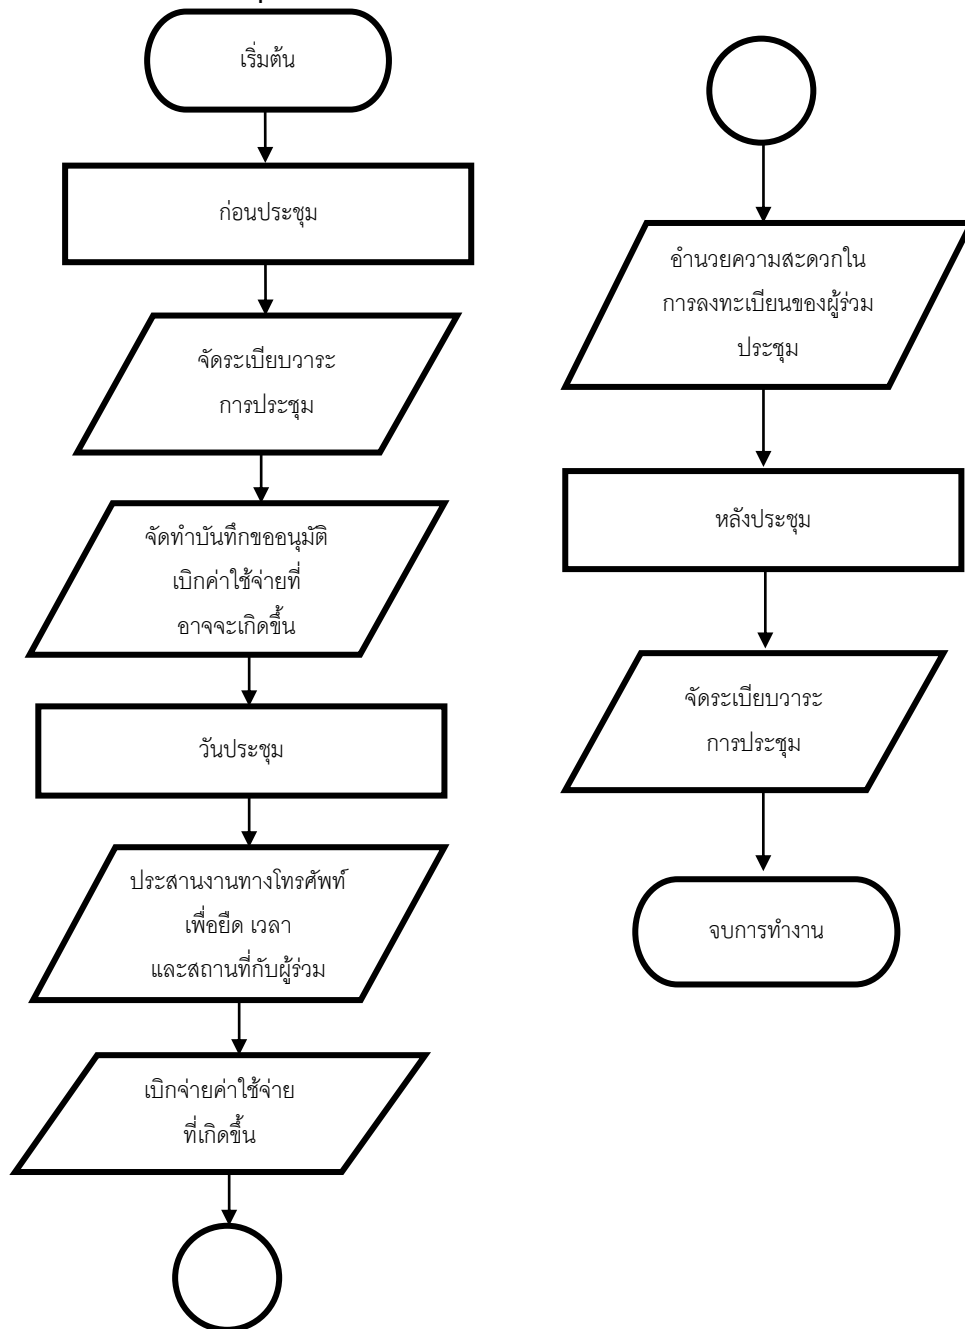 เริ่มต้น
ก่อนประชุม
จัดระเบียบวาระ
การประชุม
จัดทำบันทึกขออนุมัติ
เบิกค่าใช้จ่ายที่
อาจจะเกิดขึ้น
วันประชุม
ประสานงานทางโทรศัพท์
เพื่อยืด เวลา
และสถานที่กับผู้ร่วม
เบิกจ่ายค่าใช้จ่าย
ที่เกิดขึ้น
อำนวยความสะดวกใน
การลงทะเบียนของผู้ร่วม
ประชุม
หลังประชุม
จัดระเบียบวาระ
การประชุม
จบการทำงาน